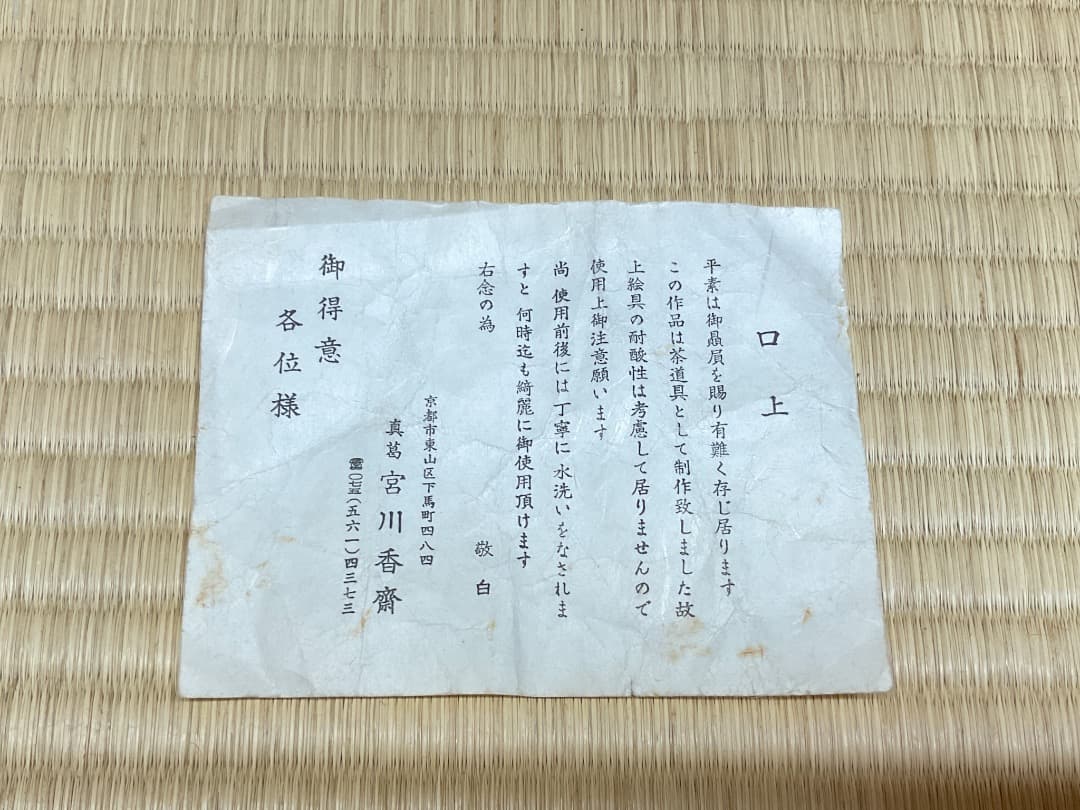 口上
平素は御贔屓を賜り有難く存じ居ります
この作品は茶道具として制作致しました故
上絵具の耐酸性は考慮して居りませんので
使用上御注意願います
尚 使用前後には丁寧に水洗いをなされま
すと 何時迄も綺麗に御使用頂けます
右念の為
敬白
京都市東山区下馬町四八四
真葛 宮川香齋
電〇七五(五六一)四三七三
御得意
各位様